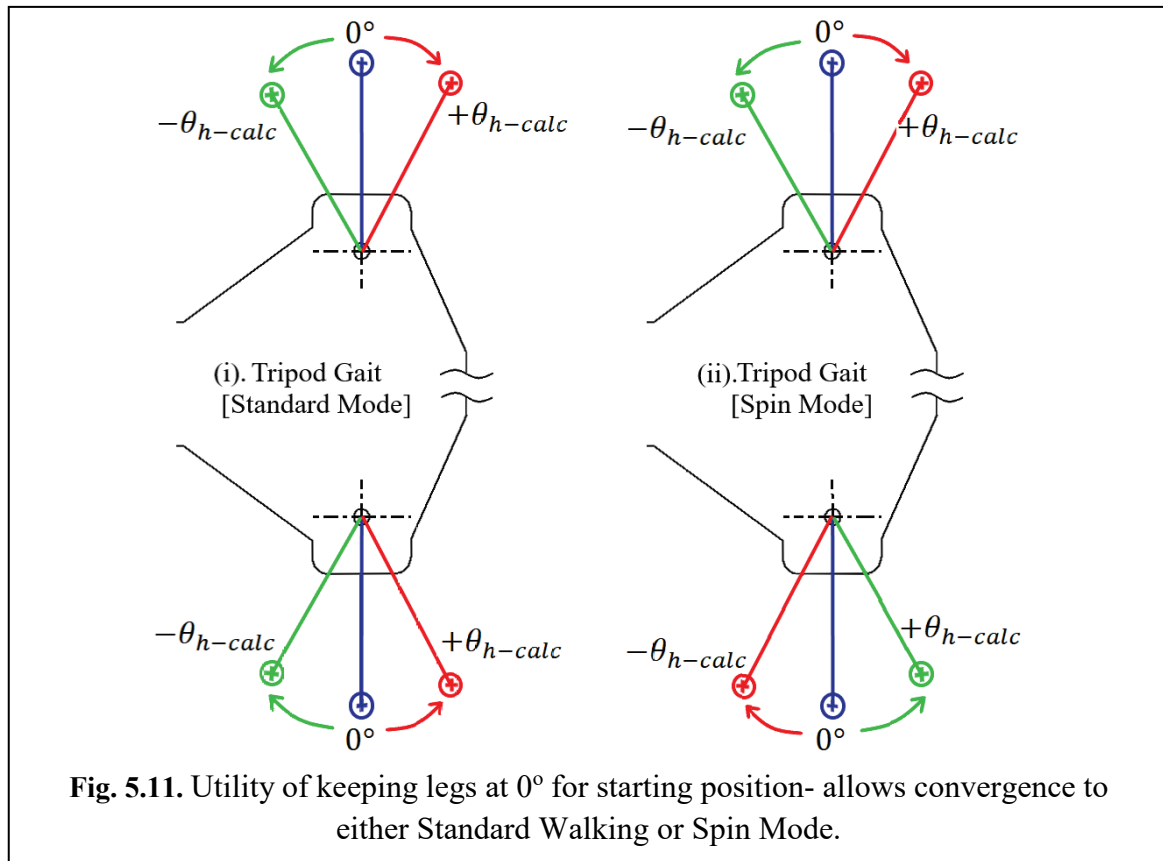 0°
0°
−θh−calc
+θh−calc
−θh−calc
+θh−calc
(i). Tripod Gait
[Standard Mode]
(ii).Tripod Gait
[Spin Mode]
−θh−calc
+θh−calc
−θh−calc
+θh−calc
0°
0°
Fig. 5.11. Utility of keeping legs at 0º for starting position- allows convergence to
either Standard Walking or Spin Mode.